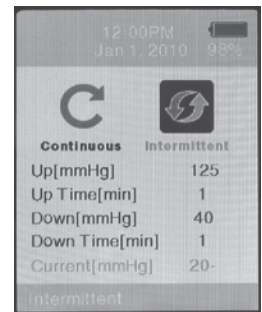 12:00PM
Jan 1, 2010 98%
Continuous Intermittent
Up[mmHg] 125
Up Time[min] 1
Down[mmHg] 40
Down Time[min] 1
Current[mmHg] 20-
Intermittent